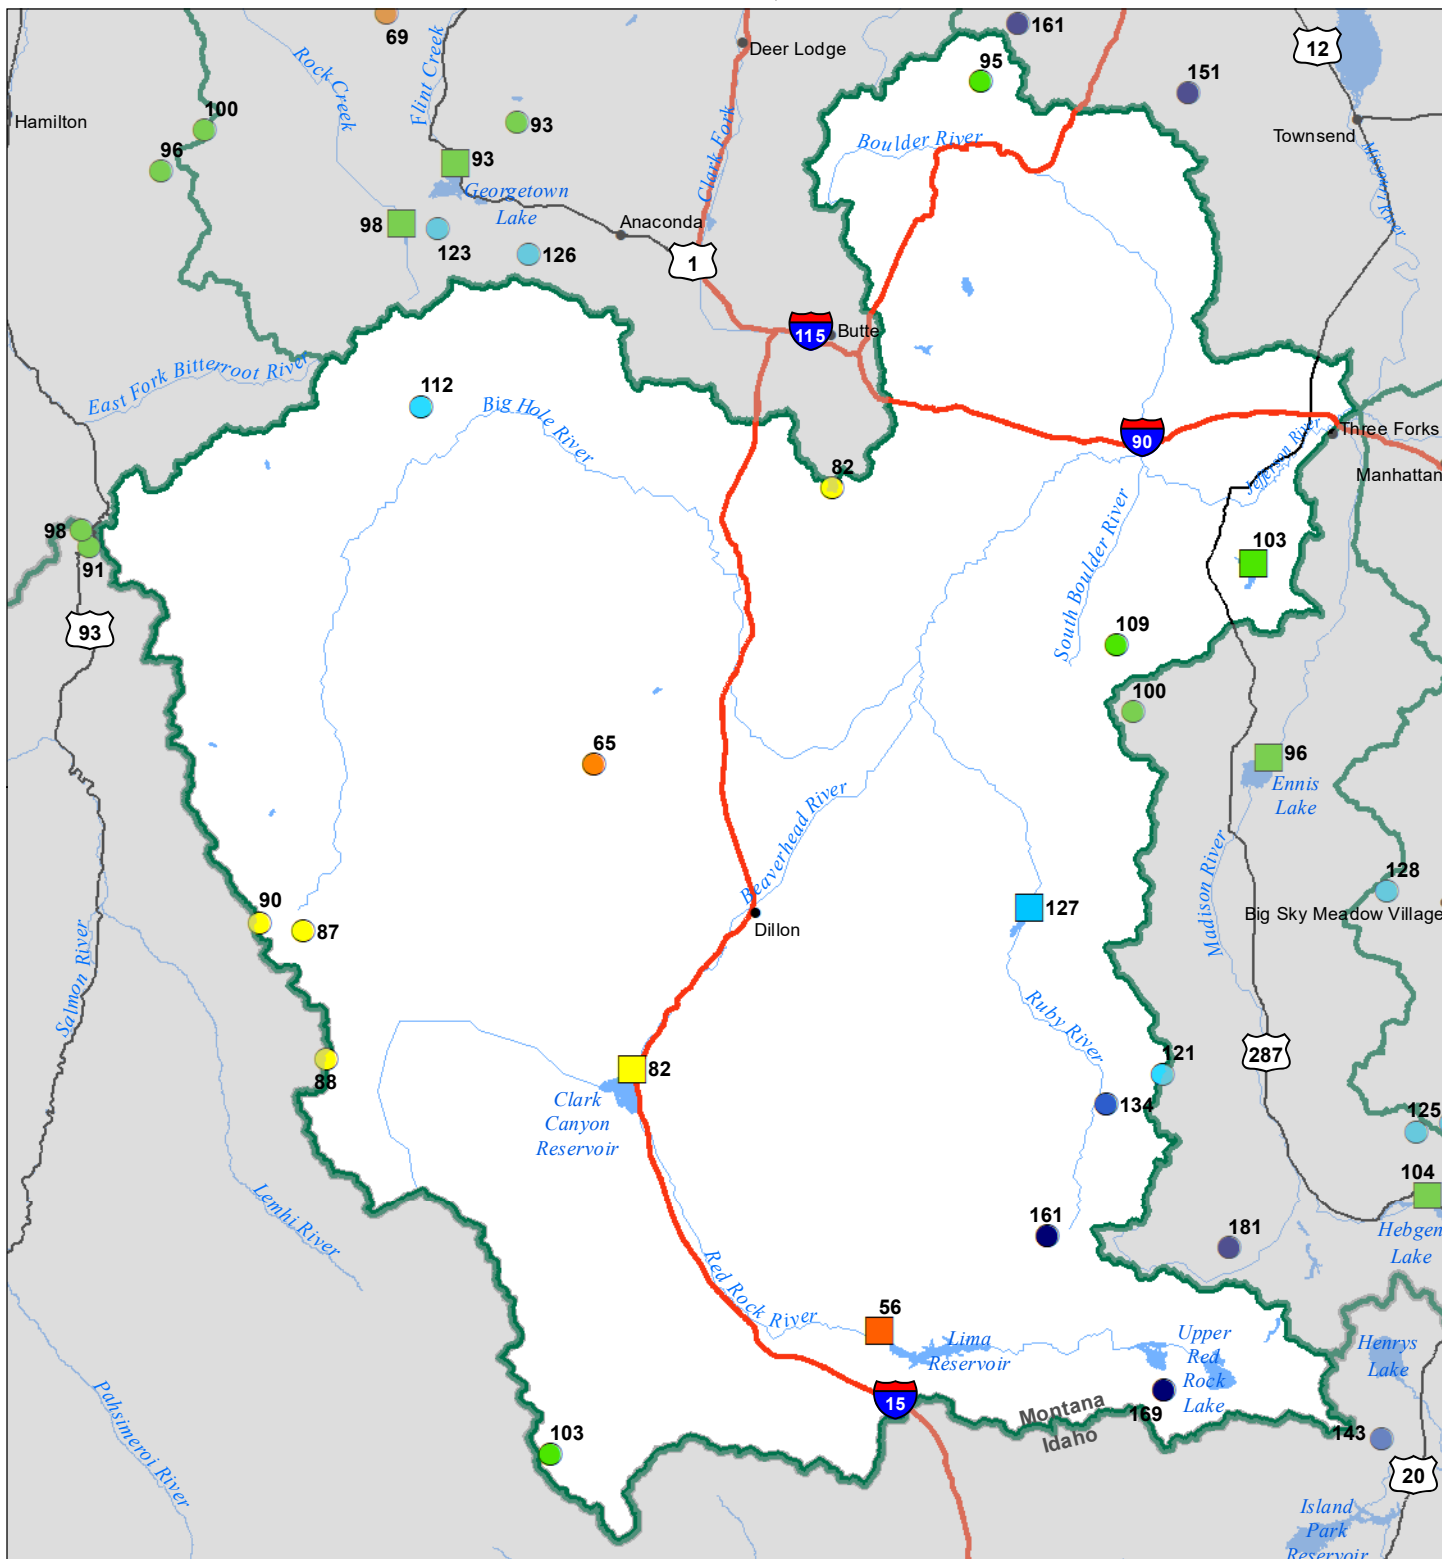 69
161
Deer Lodge
12
95
151
Rock Creek
Flint Creek
100
Hamilton
93
Clark Fork
Boulder River
Townsend
96
93
Missouri River
Georgetown
Lake
98
123
126
Anaconda
1
115
Butte
East Fork Bitterroot River
112
Big Hole River
90
Three Forks
Jefferson River
82
Manhattan
98
91
South Boulder River
103
93
109
100
65
96
Ennis
Lake
Beaverhead River
128
90
87
127
Big Sky Meadow Village
Dillon
Madison River
Salmon River
Ruby River
121
287
88
82
134
Clark
Canyon
Reservoir
125
104
Lemhi River
161
181
Hebgen
Lake
Red Rock River
56
Lima
Reservoir
Upper
Red
Rock
Lake
Henrys
Lake
15
Montana
Idaho
169
Pahsimeroi River
103
143
20
Island
Park
Reservoir